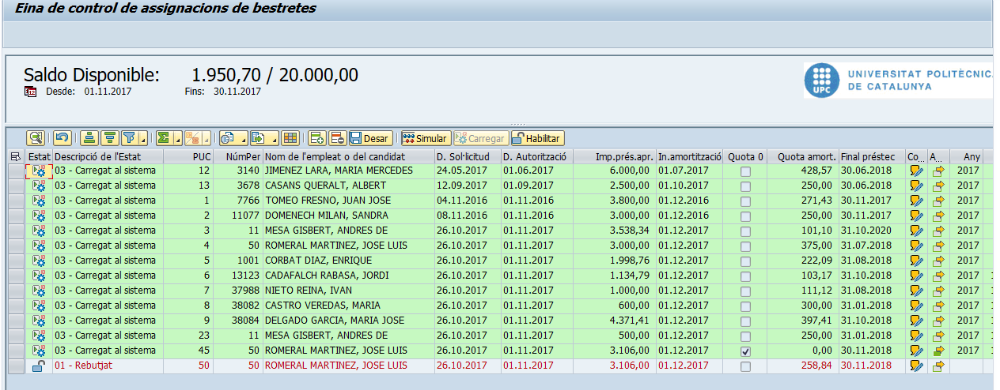 Eina de control de assignacions de bestretes
Saldo Disponible: 1.950,70 / 20.000,00
Desde: 01.11.2017 Fins: 30.11.2017
UPC UNIVERSITAT POLITÈCNIC
DE CATALUNYA
Desar Simular Carregar Habilitar
Estat Descripció de l'Estat PUC NúmPer Nom de l'empleat o del candidat D. Sol·licitud D. Autorització Imp.prés.apr. In.amortització Quota 0 Quota amort. Final préstec Co... A... Any
03 - Carregat al sistema 12 3140 JIMENEZ LARA, MARIA MERCEDES 24.05.2017 01.06.2017 6.000,00 01.07.2017 428,57 30.06.2018 2017
03 - Carregat al sistema 13 3678 CASANS QUERALT, ALBERT 12.09.2017 01.09.2017 2.500,00 01.10.2017 250,00 30.06.2018 2017
03 - Carregat al sistema 1 7766 TOMEO FRESNO, JUAN JOSE 04.11.2016 01.11.2016 3.800,00 01.12.2016 271,43 30.11.2017 2017
03 - Carregat al sistema 2 11077 DOMENECH MILAN, SANDRA 08.11.2016 01.11.2016 3.000,00 01.12.2016 250,00 30.11.2017 2017
03 - Carregat al sistema 3 11 MESA GISBERT, ANDRES DE 26.10.2017 01.11.2017 3.538,34 01.12.2017 101,10 31.10.2020 2017
03 - Carregat al sistema 4 50 ROMERAL MARTINEZ, JOSE LUIS 26.10.2017 01.11.2017 3.000,00 01.12.2017 375,00 31.07.2018 2017
03 - Carregat al sistema 5 1001 CORBAT DIAZ, ENRIQUE 26.10.2017 01.11.2017 1.998,76 01.12.2017 222,09 31.08.2018 2017
03 - Carregat al sistema 6 13123 CADAFALCH RABASA, JORDI 26.10.2017 01.11.2017 1.134,79 01.12.2017 103,17 31.10.2018 2017
03 - Carregat al sistema 7 37988 NIETO REINA, IVAN 26.10.2017 01.11.2017 1.000,00 01.12.2017 111,12 31.08.2018 2017
03 - Carregat al sistema 8 38082 CASTRO VEREDAS, MARIA 26.10.2017 01.11.2017 600,00 01.12.2017 300,00 31.01.2018 2017
03 - Carregat al sistema 9 38084 DELGADO GARCIA, MARIA JOSE 26.10.2017 01.11.2017 4.371,41 01.12.2017 397,41 31.10.2018 2017
03 - Carregat al sistema 23 11 MESA GISBERT, ANDRES DE 26.10.2017 01.11.2017 500,00 01.12.2017 250,00 31.01.2018 2017
03 - Carregat al sistema 45 50 ROMERAL MARTINEZ, JOSE LUIS 26.10.2017 01.11.2017 3.106,00 01.12.2017 0,00 30.11.2018 2017
01 - Rebutjat 50 50 ROMERAL MARTINEZ, JOSE LUIS 26.10.2017 01.11.2017 3.106,00 01.12.2017 258,84 30.11.2018